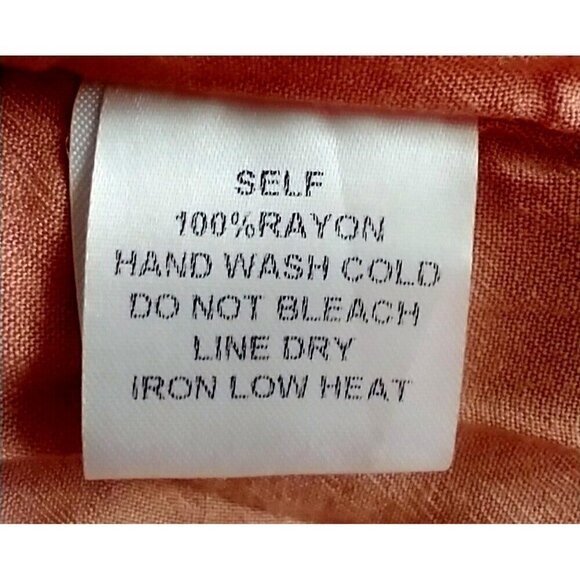 SELF
100%RAYON
HAND WASH COLD
DO NOT BLEACH
LINE DRY
IRON LOW HEAT